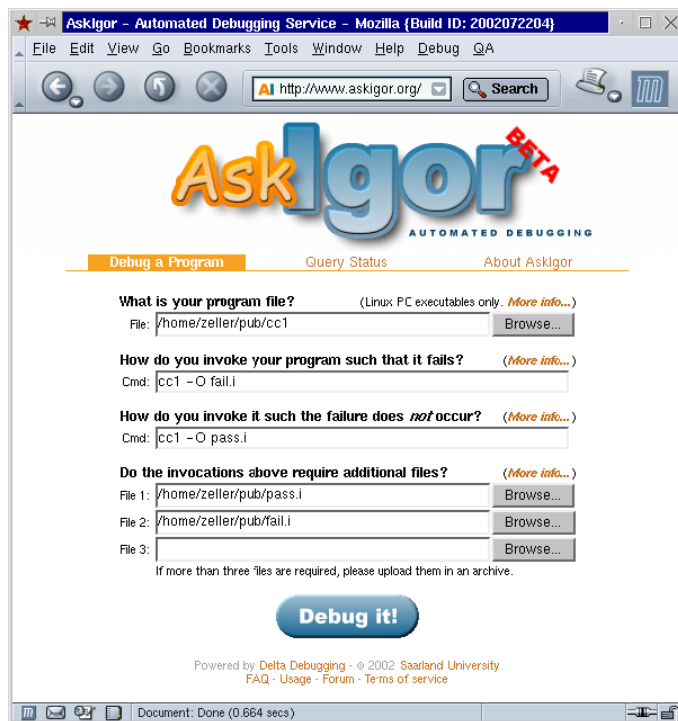 AskIgor - Automated Debugging Service - Mozilla {Build ID: 2002072204}
File Edit View Go Bookmarks Tools Window Help Debug QA
AI http://www.askigor.org/ Search
AskIgor BETA
AUTOMATED DEBUGGING
Debug a Program Query Status About AskIgor
What is your program file? (Linux PC executables only. More info...)
File: /home/zeller/pub/cc1 Browse...
How do you invoke your program such that it fails? (More info...)
Cmd: cc1 -O fail.i
How do you invoke it such the failure does not occur? (More info...)
Cmd: cc1 -O pass.i
Do the invocations above require additional files? (More info...)
File 1: /home/zeller/pub/pass.i Browse...
File 2: /home/zeller/pub/fail.i Browse...
File 3: Browse...
If more than three files are required, please upload them in an archive.
Debug it!
Powered by Delta Debugging - © 2002 Saarland University
FAQ - Usage - Forum - Terms of service
Document: Done (0.664 secs)